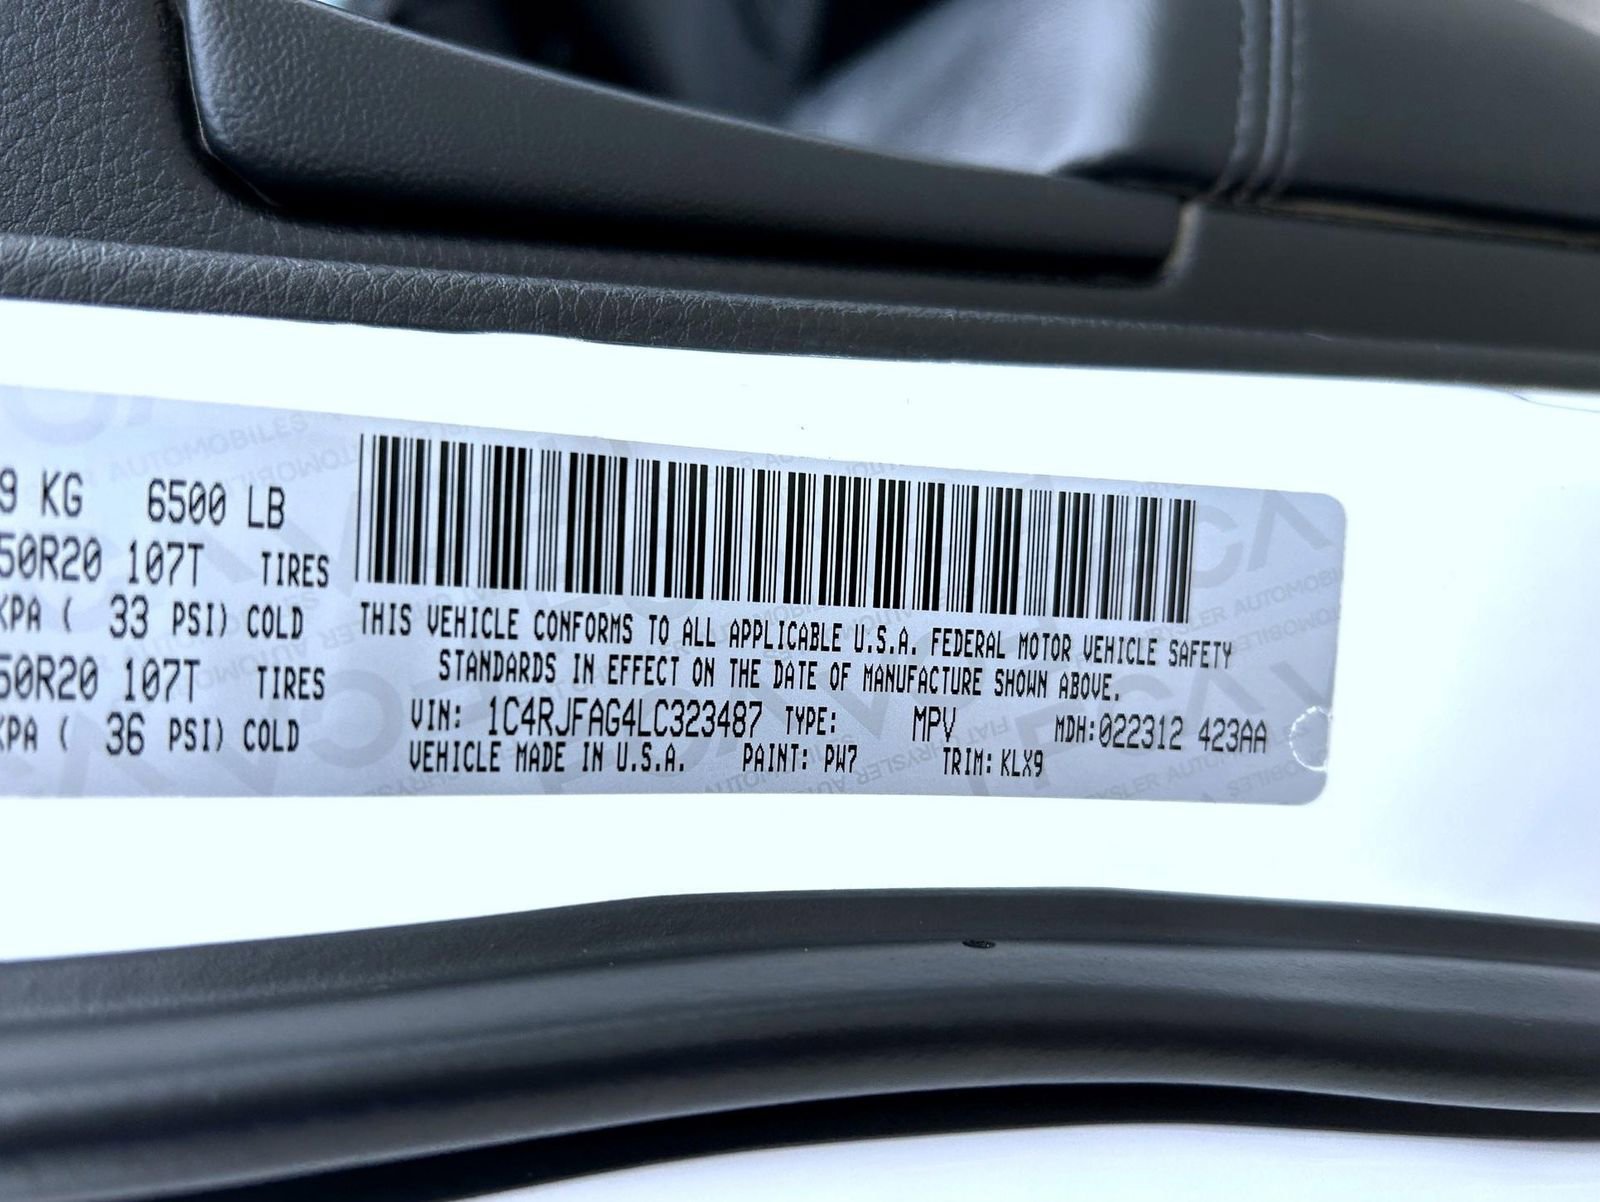 9 KG 6500 LB
50R20 107T TIRES
KPA ( 33 PSI) COLD
50R20 107T TIRES
KPA ( 36 PSI) COLD
THIS VEHICLE CONFORMS TO ALL APPLICABLE U.S.A. FEDERAL MOTOR VEHICLE SAFETY
STANDARDS IN EFFECT ON THE DATE OF MANUFACTURE SHOWN ABOVE.
VIN: 1C4RJFAG4LC323487 TYPE: MPV MDH:022312 423AA
VEHICLE MADE IN U.S.A. PAINT: PW7 TRIM: KLX9